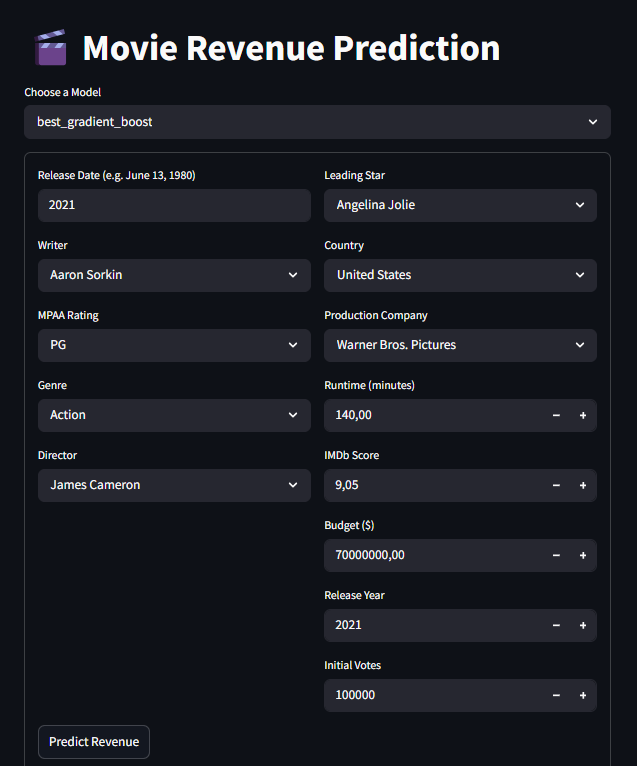 Movie Revenue Prediction
Choose a Model
best_gradient_boost
Release Date (e.g. June 13, 1980)
2021
Writer
Aaron Sorkin
MPAA Rating
PG
Genre
Action
Director
James Cameron
Leading Star
Angelina Jolie
Country
United States
Production Company
Warner Bros. Pictures
Runtime (minutes)
140,00
IMDb Score
9,05
Budget ($)
70000000,00
Release Year
2021
Initial Votes
100000
Predict Revenue